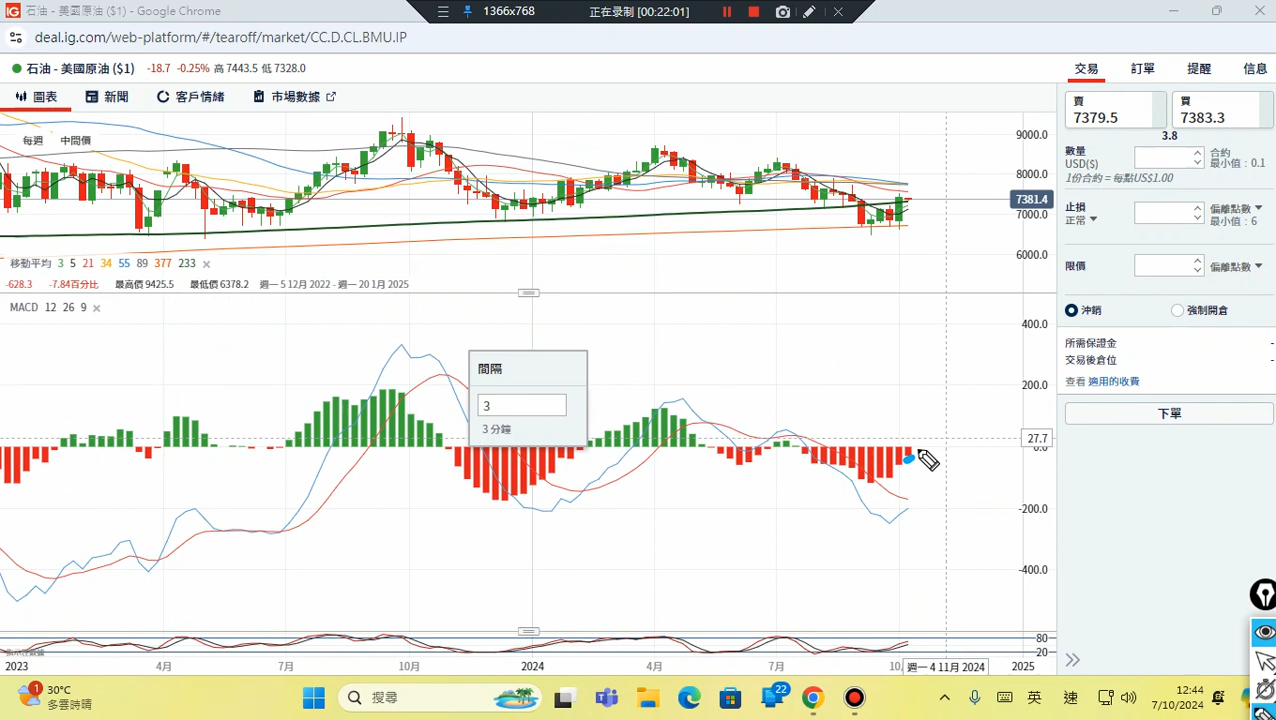 石油 - 美國原油 ($1) - Google Chrome
1366x768 正在录制 [00:22:01]
deal.ig.com/web-platform/#/tearoff/market/CC.D.CL.BMU.IP
石油 - 美國原油 ($1) -18.7 -0.25% 高 7443.5 低 7328.0
交易 訂單 提醒 信息
圖表 新聞 客戶情緒 市場數據
賣 7379.5
買 7383.3
3.8
每週 中間價
9000.0
8000.0
7381.4
7000.0
6000.0
數量 USD($) 合約 最小值 : 0.1
1份合約 = 每點US$1.00
止損 正常 偏離點數 最小值 : 6
限價 偏離點數
移動平均 3 5 21 34 55 89 377 233
-628.3 -7.84百分比 最高價 9425.5 最低價 6378.2 週一 5 12月 2022 - 週一 20 1月 2025
MACD 12 26 9
沖銷 強制開倉
所需保證金 -
交易後倉位 -
查看 適用的收費
下單
400.0
200.0
27.7
0.0
-200.0
-400.0
間隔
3
3 分鐘
80
20
2023 4月 7月 10月 2024 4月 7月 週一 4 11月 2024 2025
1
30°C
多雲時晴
搜尋
22
英 速
12:44
7/10/2024